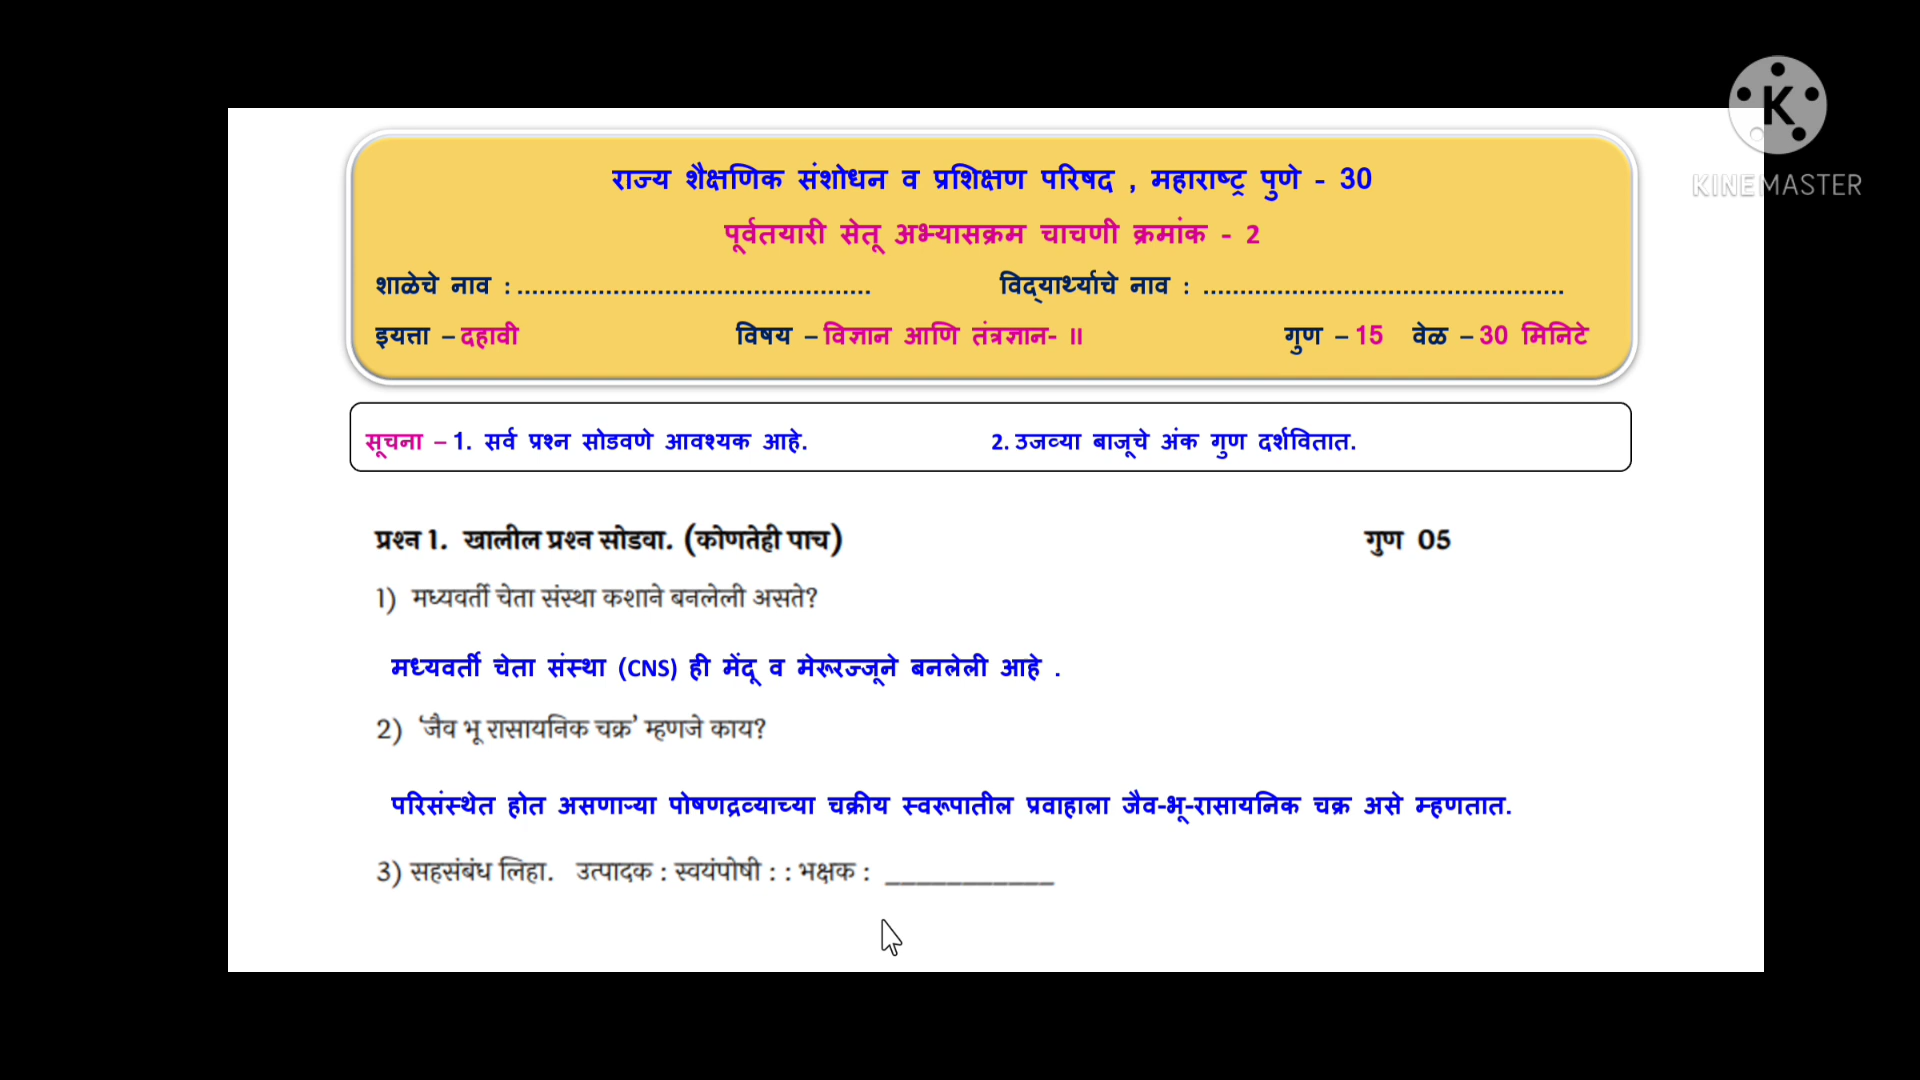 KINEMASTER
राज्य शैक्षणिक संशोधन व प्रशिक्षण परिषद , महाराष्ट्र पुणे - 30
पूर्वतयारी सेतू अभ्यासक्रम चाचणी क्रमांक - 2
शाळेचे नाव :................................................ विद्यार्थ्याचे नाव : .................................................
इयत्ता – दहावी विषय – विज्ञान आणि तंत्रज्ञान- ॥ गुण – 15 वेळ – 30 मिनिटे
सूचना – 1. सर्व प्रश्न सोडवणे आवश्यक आहे. 2. उजव्या बाजूचे अंक गुण दर्शवितात.
प्रश्न 1. खालील प्रश्न सोडवा. (कोणतेही पाच) गुण 05
1) मध्यवर्ती चेता संस्था कशाने बनलेली असते?
मध्यवर्ती चेता संस्था (CNS) ही मेंदू व मेरूरज्जूने बनलेली आहे .
2) ‘जैव भू रासायनिक चक्र’ म्हणजे काय?
परिसंस्थेत होत असणाऱ्या पोषणद्रव्याच्या चक्रीय स्वरूपातील प्रवाहाला जैव-भू-रासायनिक चक्र असे म्हणतात.
3) सहसंबंध लिहा. उत्पादक : स्वयंपोषी : : भक्षक : ___________